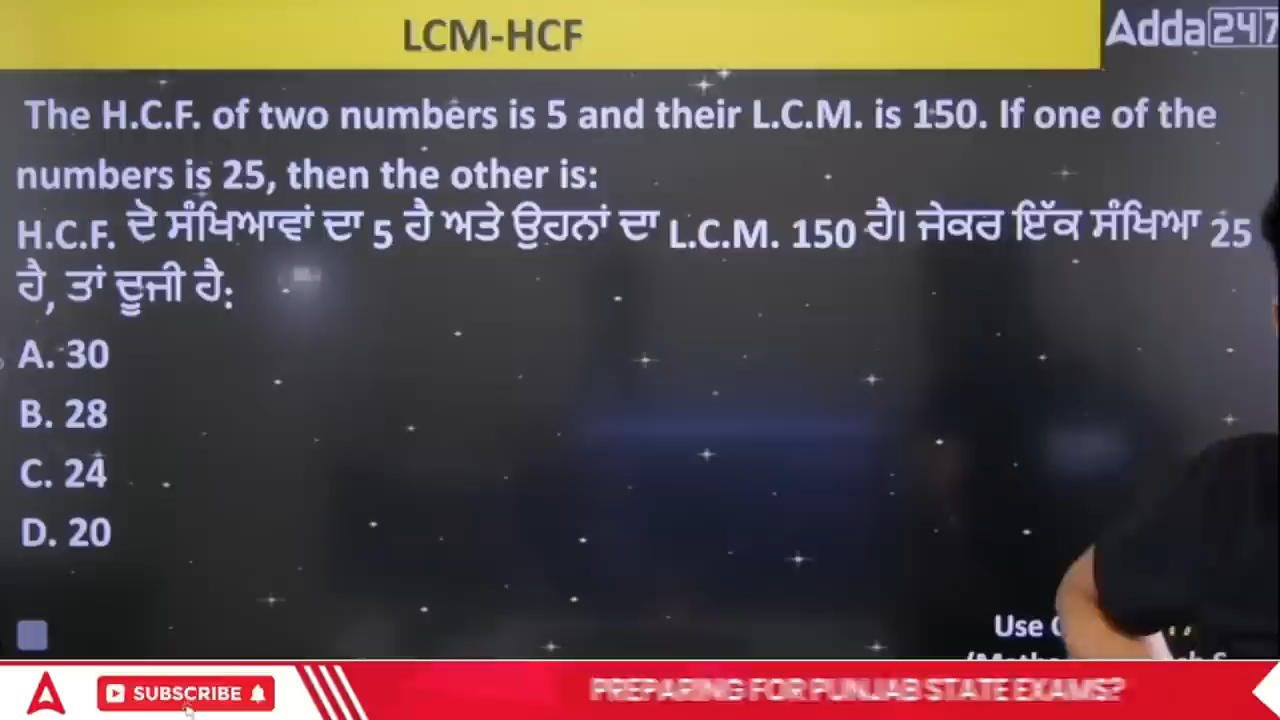 LCM-HCF
Adda247
The H.C.F. of two numbers is 5 and their L.C.M. is 150. If one of the
numbers is 25, then the other is:
H.C.F. ਦੋ ਸੰਖਿਆਵਾਂ ਦਾ 5 ਹੈ ਅਤੇ ਉਹਨਾਂ ਦਾ L.C.M. 150 ਹੈ। ਜੇਕਰ ਇੱਕ ਸੰਖਿਆ 25
ਹੈ, ਤਾਂ ਦੂਜੀ ਹੈ:
A. 30
B. 28
C. 24
D. 20
Use
SUBSCRIBE
PREPARING FOR PUNJAB STATE EXAMS?